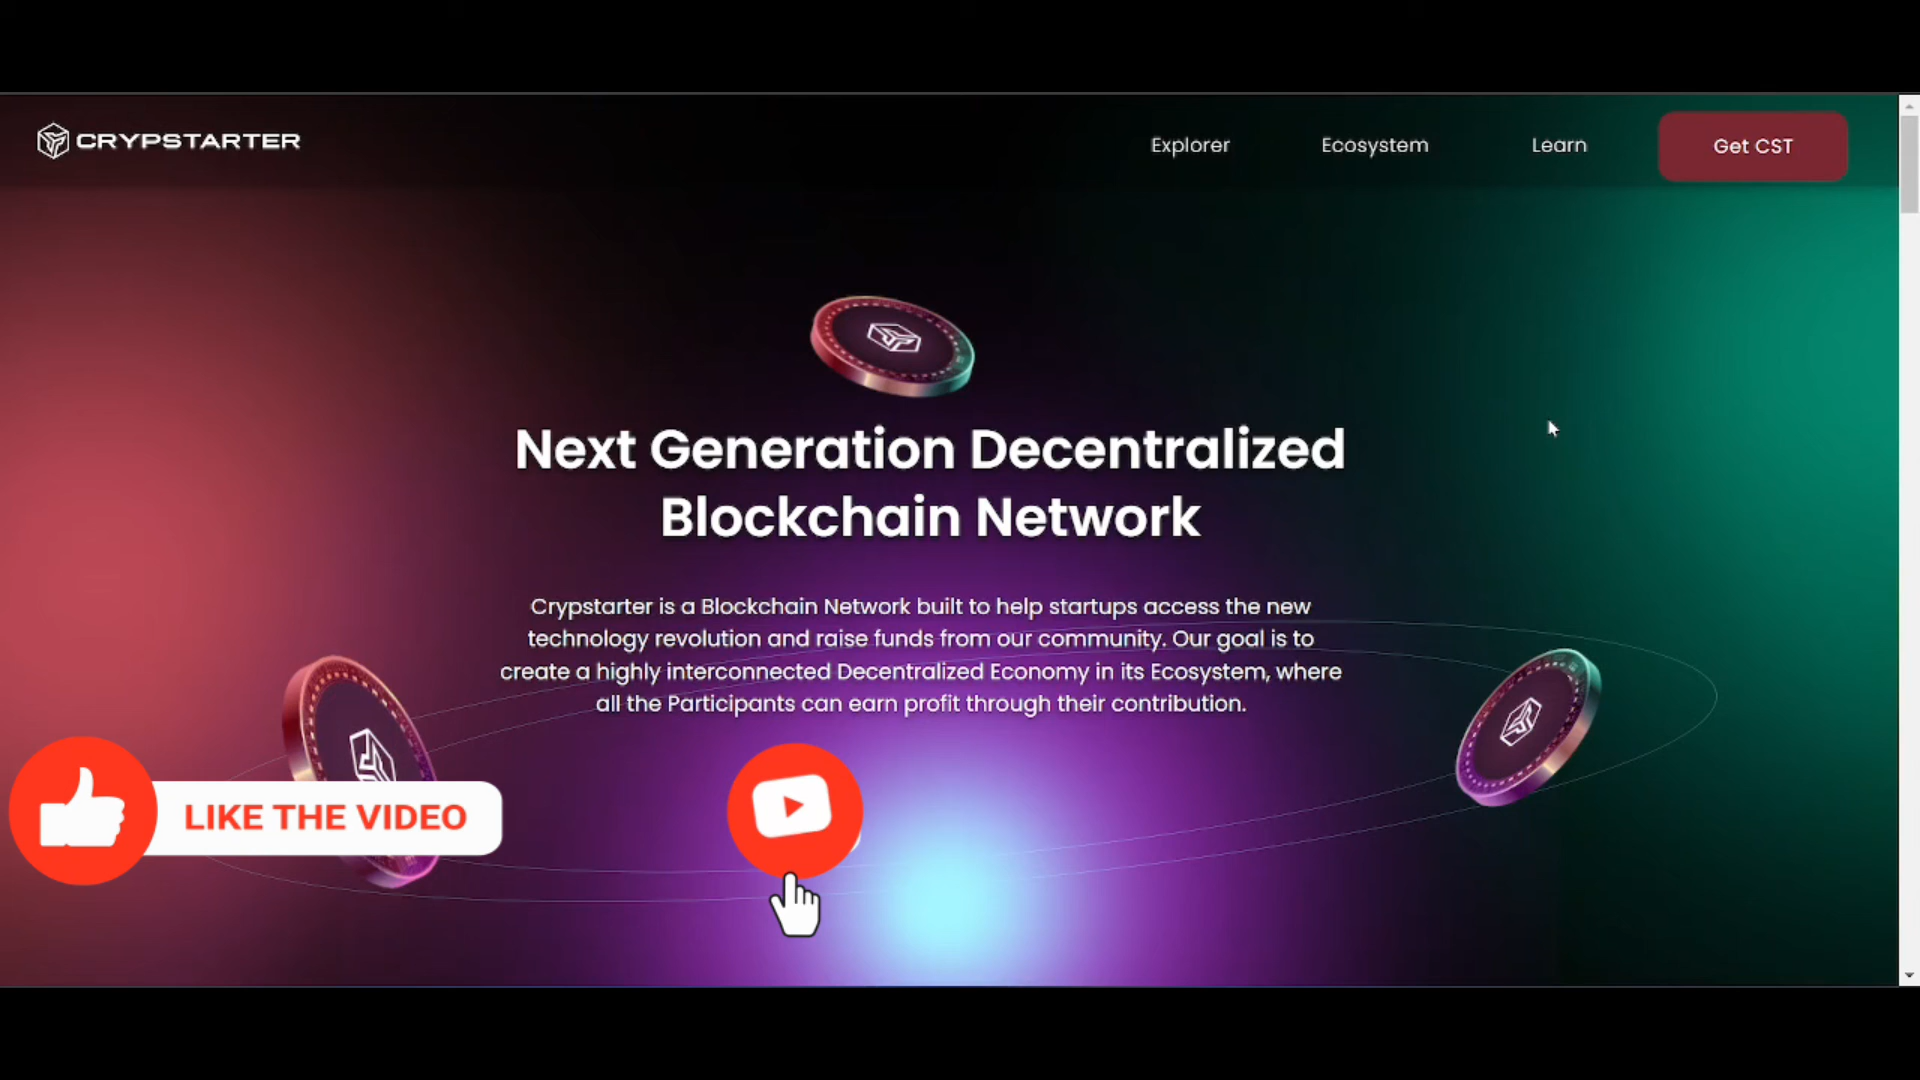 CRYPSTARTER
Explorer
Ecosystem
Learn
Get CST
Next Generation Decentralized
Blockchain Network
Crypstarter is a Blockchain Network built to help startups access the new
technology revolution and raise funds from our community. Our goal is to
create a highly interconnected Decentralized Economy in its Ecosystem, where
all the Participants can earn profit through their contribution.
LIKE THE VIDEO